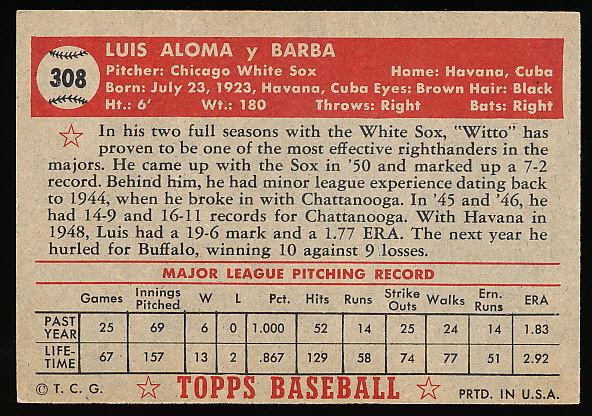 308
LUIS ALOMA y BARBA
Pitcher: Chicago White Sox Home: Havana, Cuba
Born: July 23, 1923, Havana, Cuba Eyes: Brown Hair: Black
Ht.: 6' Wt.: 180 Throws: Right Bats: Right
In his two full seasons with the White Sox, "Witto" has
proven to be one of the most effective righthanders in the
majors. He came up with the Sox in '50 and marked up a 7-2
record. Behind him, he had minor league experience dating back
to 1944, when he broke in with Chattanooga. In '45 and '46, he
had 14-9 and 16-11 records for Chattanooga. With Havana in
1948, Luis had a 19-6 mark and a 1.77 ERA. The next year he
hurled for Buffalo, winning 10 against 9 losses.
MAJOR LEAGUE PITCHING RECORD
Games Innings Pitched W L Pct. Hits Runs Strike Outs Walks Ern. Runs ERA
PAST YEAR 25 69 6 0 1.000 52 14 25 24 14 1.83
LIFE-TIME 67 157 13 2 .867 129 58 74 77 51 2.92
© T. C. G. TOPPS BASEBALL PRTD. IN U.S.A.